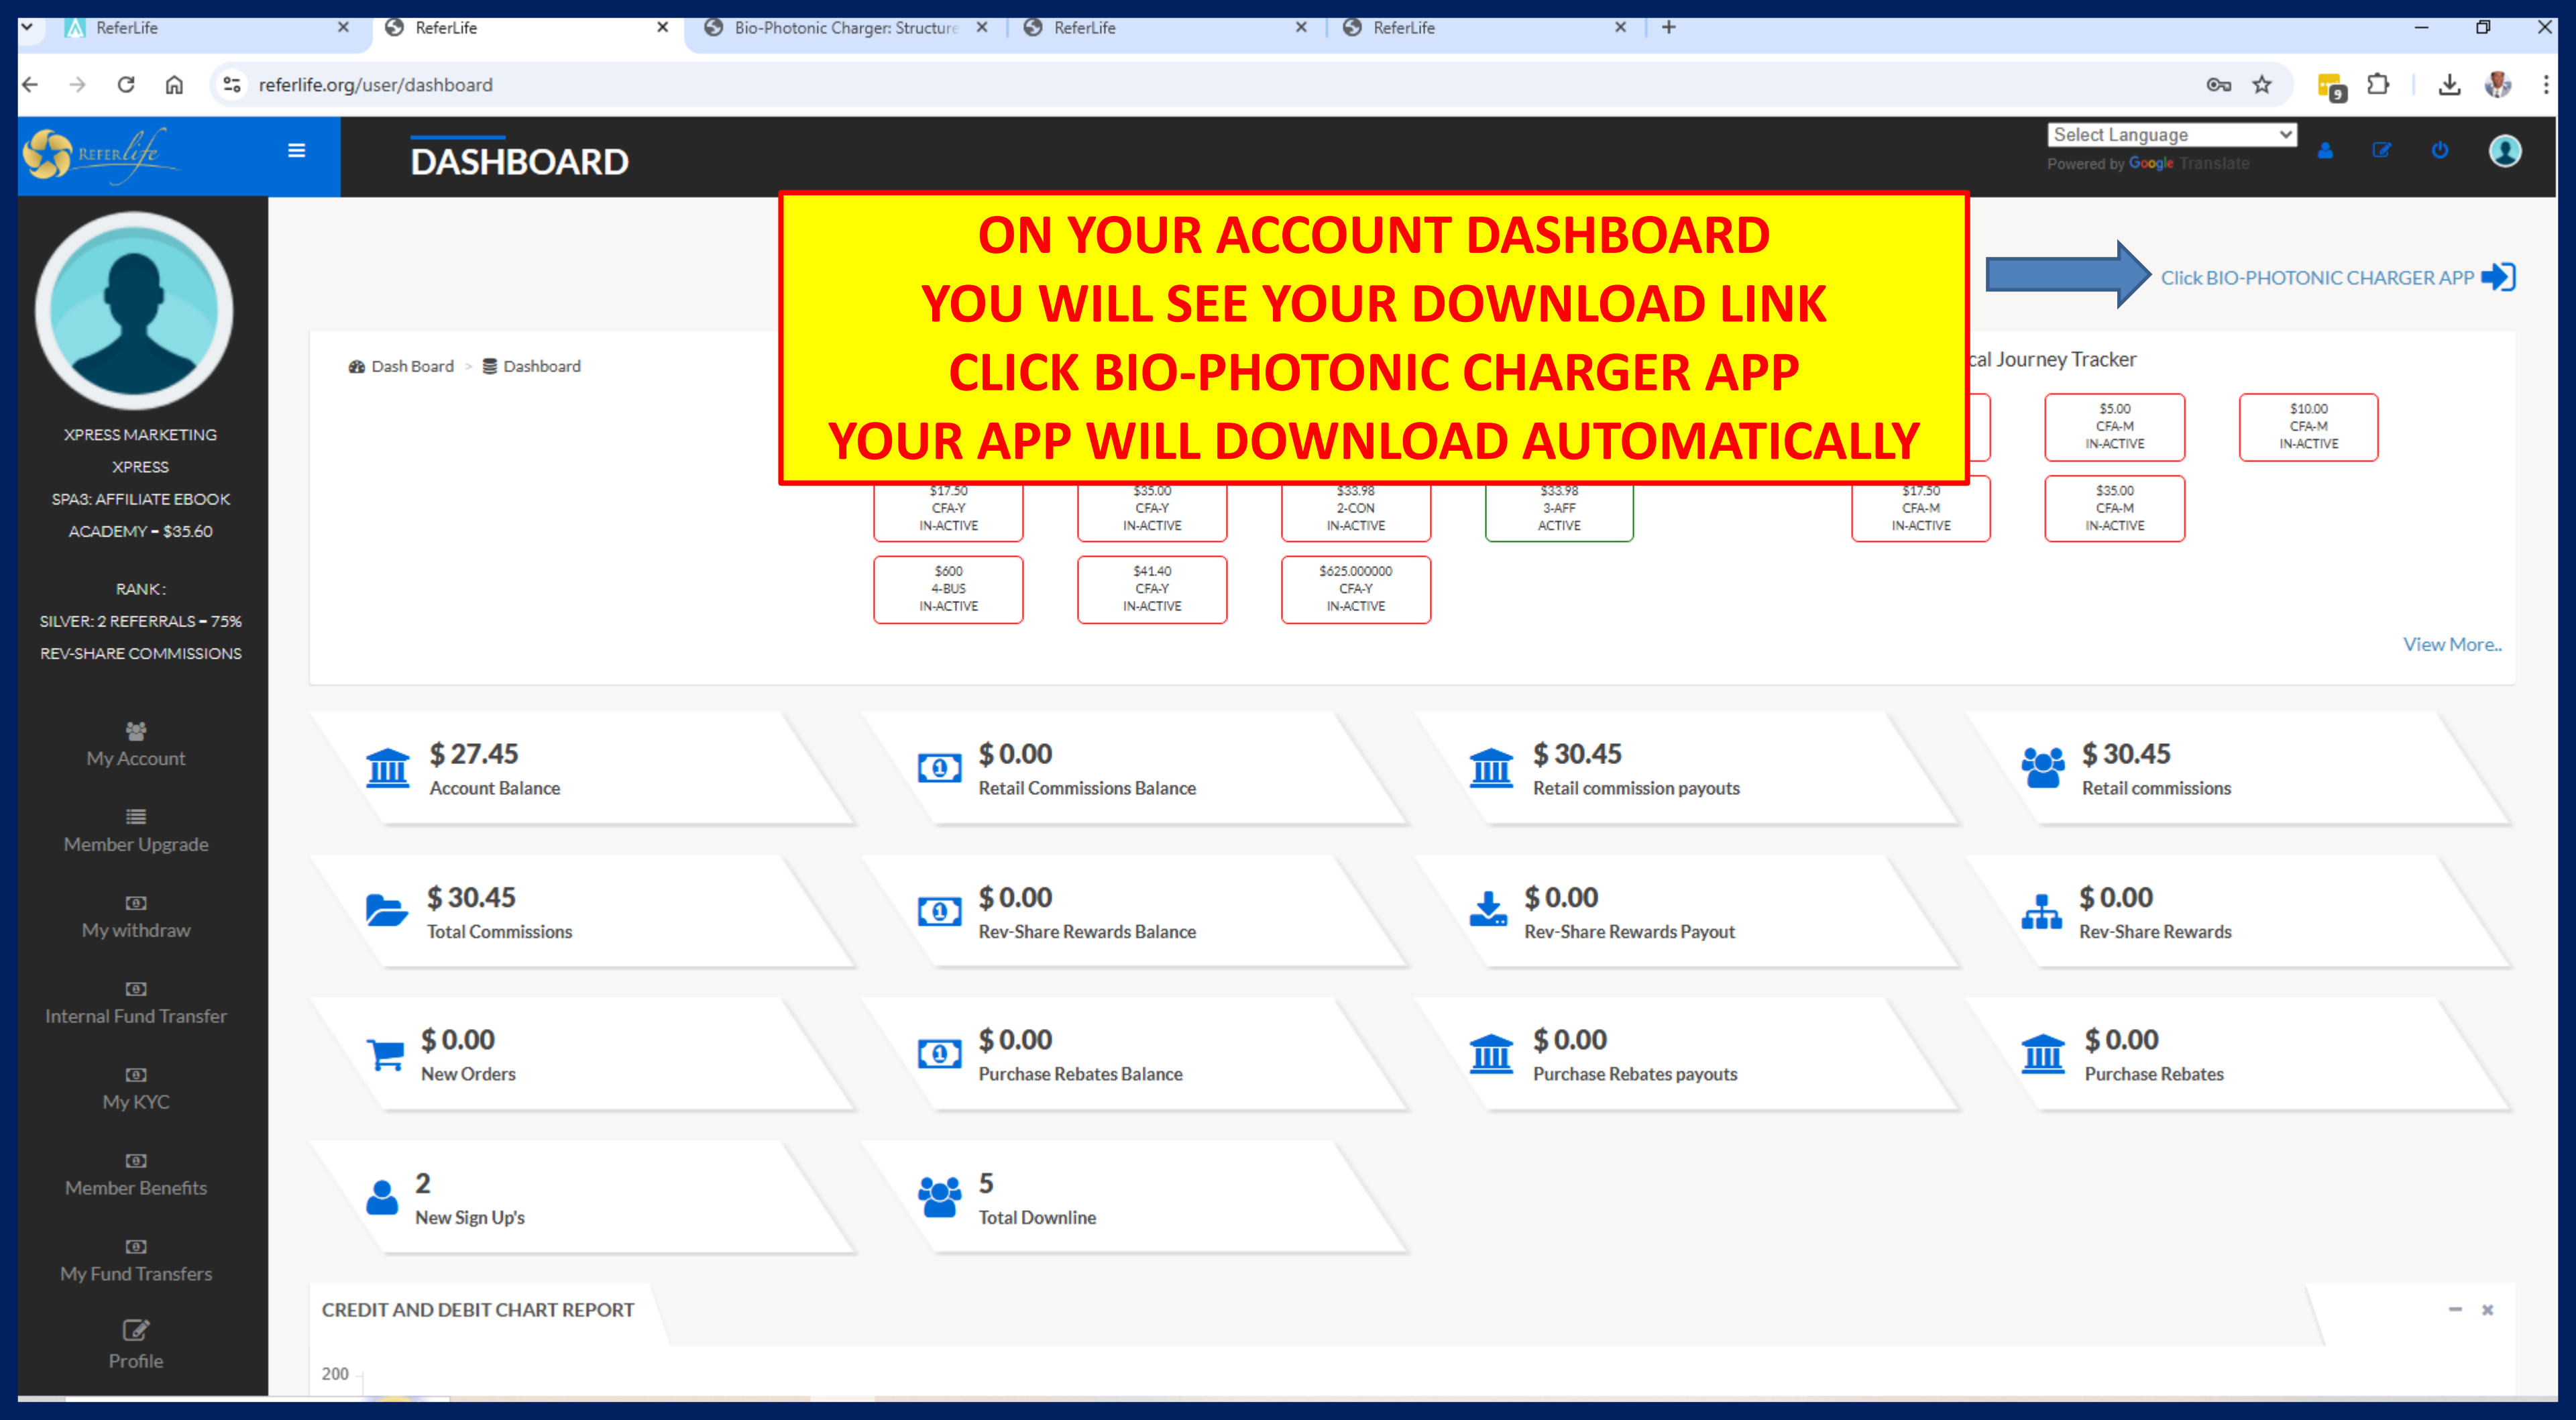 ReferLife
ReferLife
Bio-Photonic Charger: Structure
ReferLife
ReferLife
referlife.org/user/dashboard
9
REFERlife
DASHBOARD
Select Language
Powered by Google Translate
ON YOUR ACCOUNT DASHBOARD
YOU WILL SEE YOUR DOWNLOAD LINK
CLICK BIO-PHOTONIC CHARGER APP
YOUR APP WILL DOWNLOAD AUTOMATICALLY
Click BIO-PHOTONIC CHARGER APP
Dash Board > Dashboard
cal Journey Tracker
$5.00
CFA-M
IN-ACTIVE
$10.00
CFA-M
IN-ACTIVE
$17.50
CFA-Y
IN-ACTIVE
$35.00
CFA-Y
IN-ACTIVE
$33.98
2-CON
IN-ACTIVE
$33.98
3-AFF
ACTIVE
$17.50
CFA-M
IN-ACTIVE
$35.00
CFA-M
IN-ACTIVE
$600
4-BUS
IN-ACTIVE
$41.40
CFA-Y
IN-ACTIVE
$625.000000
CFA-Y
IN-ACTIVE
View More..
XPRESS MARKETING
XPRESS
SPA3: AFFILIATE EBOOK
ACADEMY - $35.60
RANK :
SILVER: 2 REFERRALS - 75%
REV-SHARE COMMISSIONS
My Account
Member Upgrade
My withdraw
Internal Fund Transfer
My KYC
Member Benefits
My Fund Transfers
Profile
$ 27.45
Account Balance
$ 0.00
Retail Commissions Balance
$ 30.45
Retail commission payouts
$ 30.45
Retail commissions
$ 30.45
Total Commissions
$ 0.00
Rev-Share Rewards Balance
$ 0.00
Rev-Share Rewards Payout
$ 0.00
Rev-Share Rewards
$ 0.00
New Orders
$ 0.00
Purchase Rebates Balance
$ 0.00
Purchase Rebates payouts
$ 0.00
Purchase Rebates
2
New Sign Up's
5
Total Downline
CREDIT AND DEBIT CHART REPORT
200